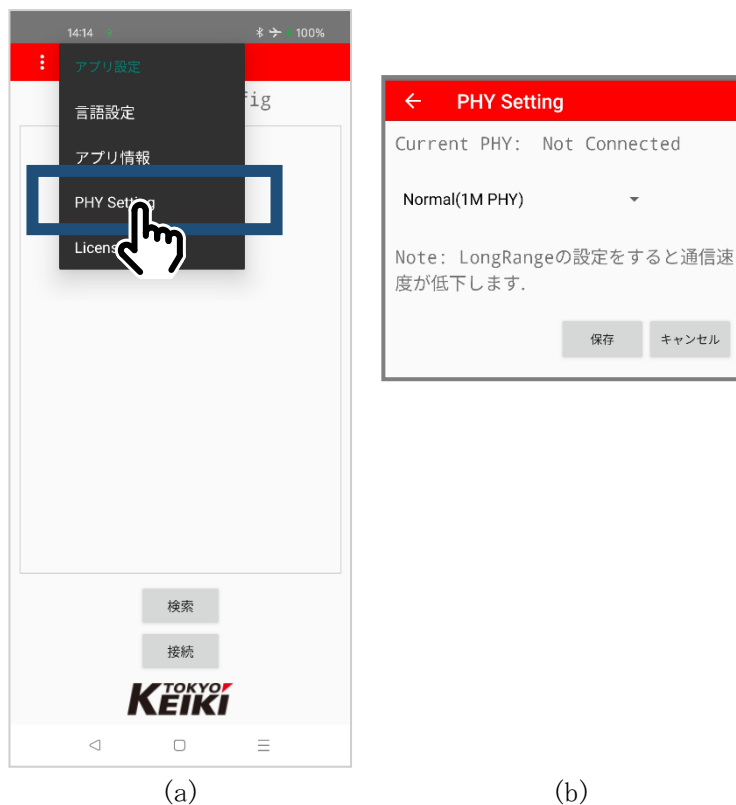 14:14
100%
アプリ設定
fig
言語設定
アプリ情報
PHY Setting
Licens
検索
接続
TOKYO
KEIKI
(a)
PHY Setting
Current PHY: Not Connected
Normal(1M PHY)
Note: LongRangeの設定をすると通信速
度が低下します.
保存
キャンセル
(b)